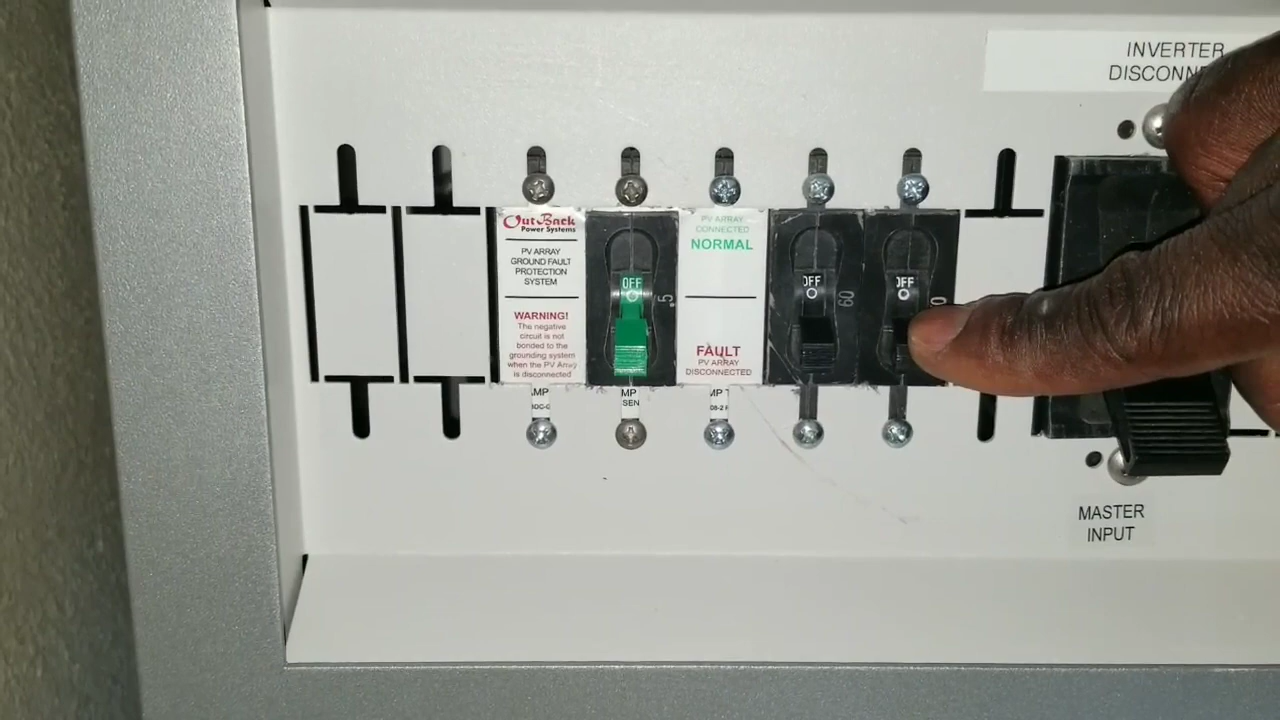 INVERTER
OutBack
Power Systems
PV ARRAY
GROUND FAULT
PROTECTION
SYSTEM
WARNING!
The negative
circuit is not
bonded to the
grounding system
when the PV Array
is disconnected
OFF
.5
PV ARRAY
CONNECTED
NORMAL
FAULT
PV ARRAY
DISCONNECTED
OFF
60
OFF
MASTER
INPUT